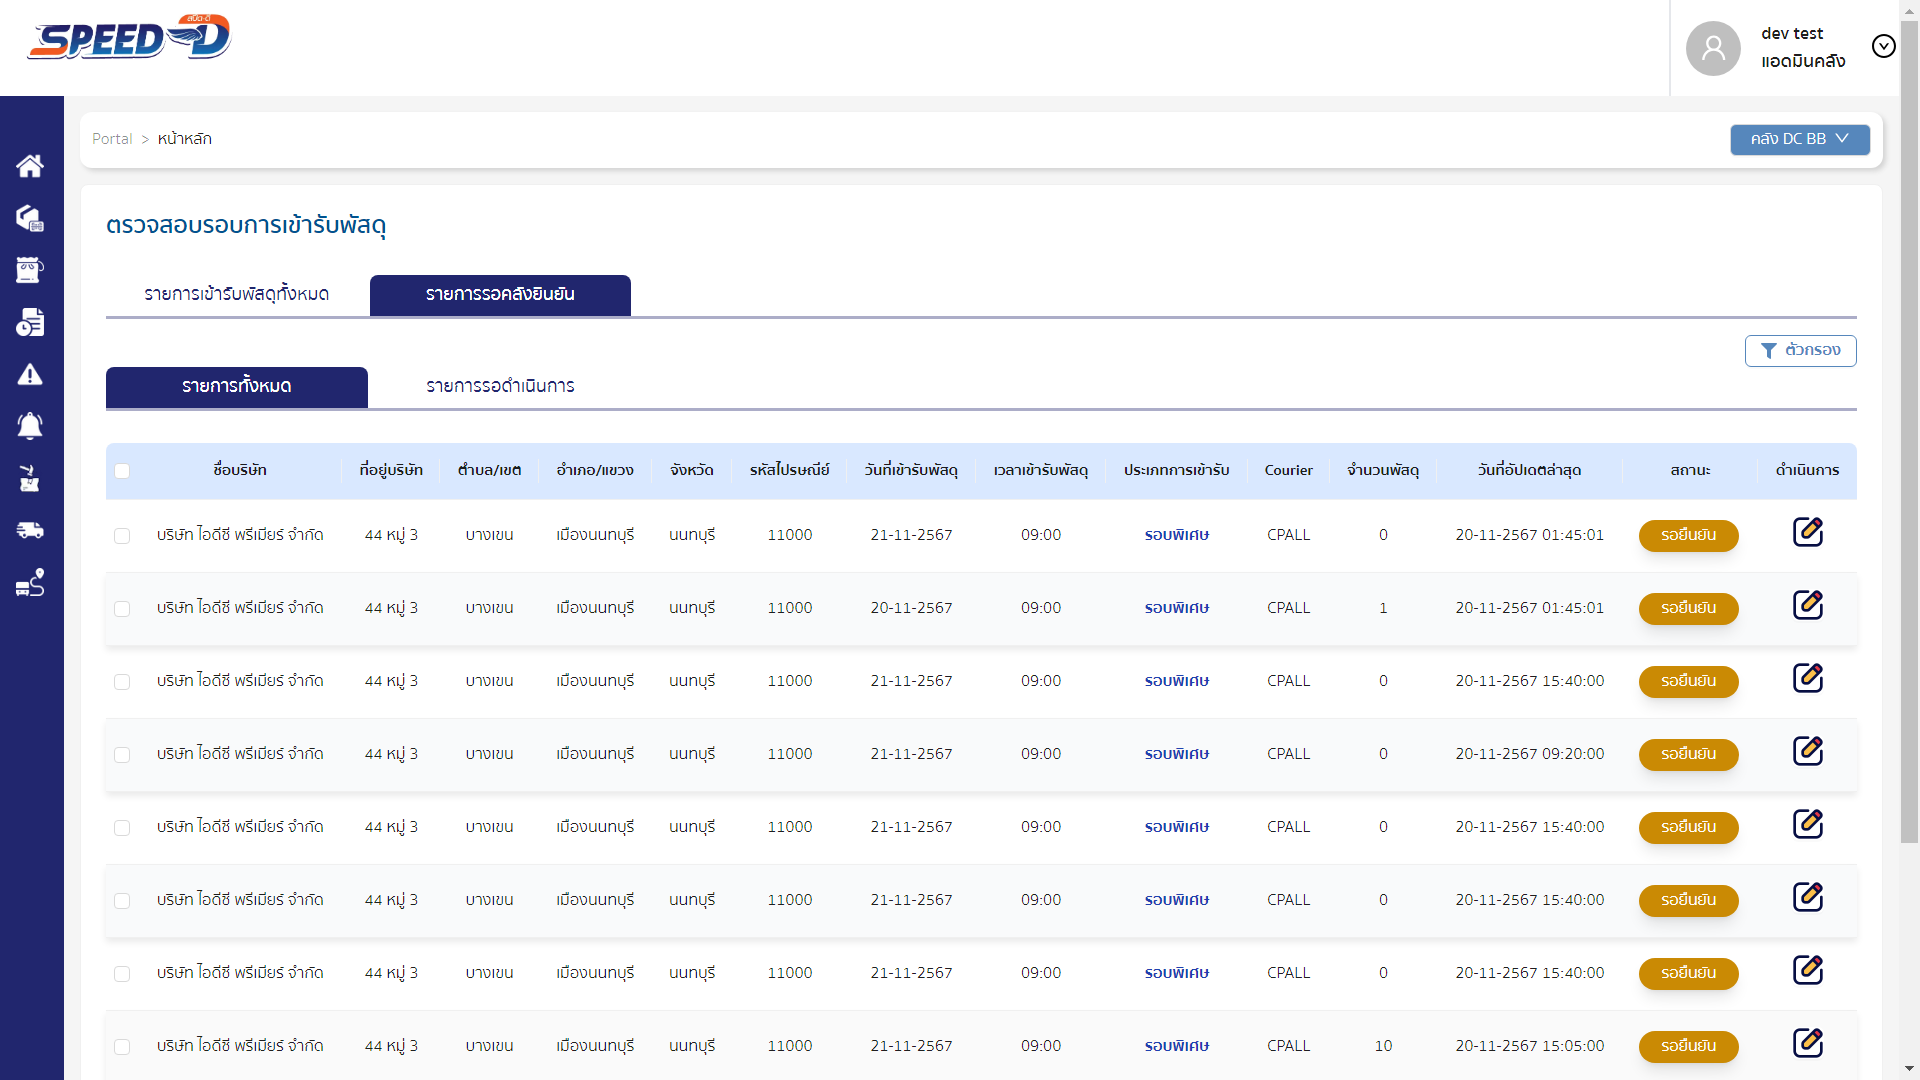 สปีด-ดี
SPEED-D
dev test
แอดมินคลัง
Portal > หน้าหลัก
คลัง DC BB
ตรวจสอบรอบการเข้ารับพัสดุ
รายการเข้ารับพัสดุทั้งหมด รายการรอคลังยืนยัน
ตัวกรอง
รายการทั้งหมด รายการรอดำเนินการ
ชื่อบริษัท ที่อยู่บริษัท ตำบล/เขต อำเภอ/แขวง จังหวัด รหัสไปรษณีย์ วันที่เข้ารับพัสดุ เวลาเข้ารับพัสดุ ประเภทการเข้ารับ Courier จำนวนพัสดุ วันที่อัปเดตล่าสุด สถานะ ดำเนินการ
บริษัท ไอดีซี พรีเมียร์ จำกัด 44 หมู่ 3 บางเขน เมืองนนทบุรี นนทบุรี 11000 21-11-2567 09:00 รอบพิเศษ CPALL 0 20-11-2567 01:45:01 รอยืนยัน
บริษัท ไอดีซี พรีเมียร์ จำกัด 44 หมู่ 3 บางเขน เมืองนนทบุรี นนทบุรี 11000 20-11-2567 09:00 รอบพิเศษ CPALL 1 20-11-2567 01:45:01 รอยืนยัน
บริษัท ไอดีซี พรีเมียร์ จำกัด 44 หมู่ 3 บางเขน เมืองนนทบุรี นนทบุรี 11000 21-11-2567 09:00 รอบพิเศษ CPALL 0 20-11-2567 15:40:00 รอยืนยัน
บริษัท ไอดีซี พรีเมียร์ จำกัด 44 หมู่ 3 บางเขน เมืองนนทบุรี นนทบุรี 11000 21-11-2567 09:00 รอบพิเศษ CPALL 0 20-11-2567 09:20:00 รอยืนยัน
บริษัท ไอดีซี พรีเมียร์ จำกัด 44 หมู่ 3 บางเขน เมืองนนทบุรี นนทบุรี 11000 21-11-2567 09:00 รอบพิเศษ CPALL 0 20-11-2567 15:40:00 รอยืนยัน
บริษัท ไอดีซี พรีเมียร์ จำกัด 44 หมู่ 3 บางเขน เมืองนนทบุรี นนทบุรี 11000 21-11-2567 09:00 รอบพิเศษ CPALL 0 20-11-2567 15:40:00 รอยืนยัน
บริษัท ไอดีซี พรีเมียร์ จำกัด 44 หมู่ 3 บางเขน เมืองนนทบุรี นนทบุรี 11000 21-11-2567 09:00 รอบพิเศษ CPALL 0 20-11-2567 15:40:00 รอยืนยัน
บริษัท ไอดีซี พรีเมียร์ จำกัด 44 หมู่ 3 บางเขน เมืองนนทบุรี นนทบุรี 11000 21-11-2567 09:00 รอบพิเศษ CPALL 10 20-11-2567 15:05:00 รอยืนยัน